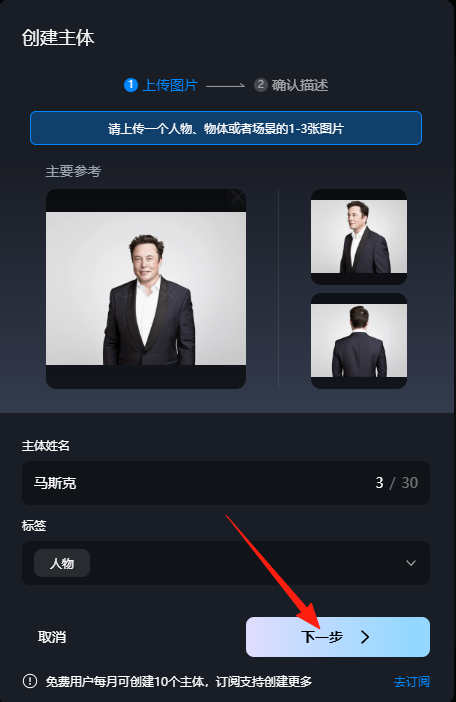 创建主体
1 上传图片 2 确认描述
请上传一个人物、物体或者场景的1-3张图片
主要参考
主体姓名
马斯克 3 / 30
标签
人物
取消 下一步
免费用户每月可创建10个主体，订阅支持创建更多 去订阅